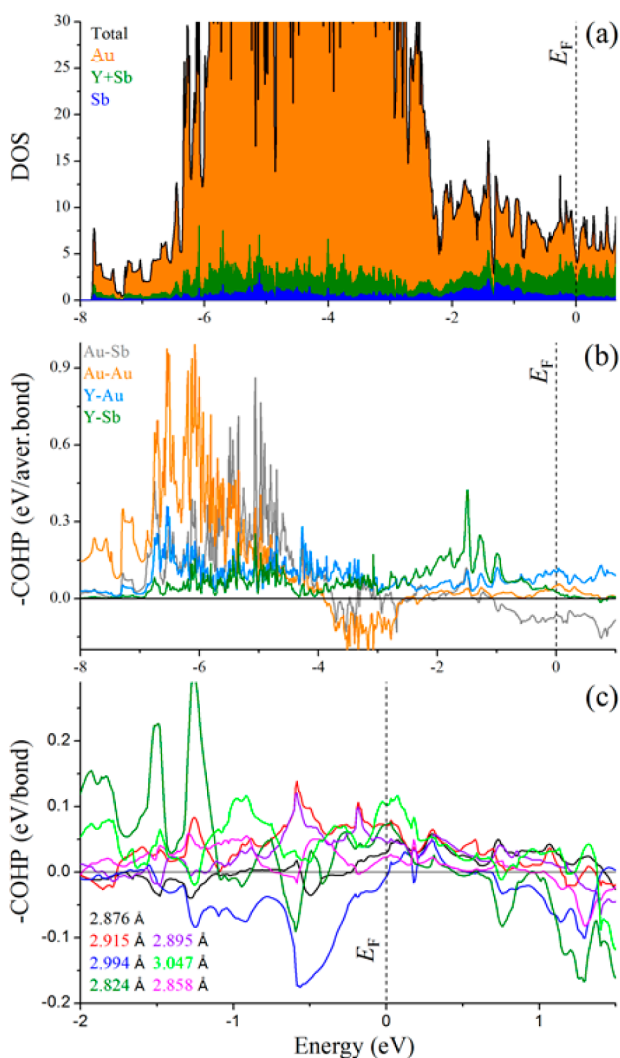 (a)
Total
Au
Y+Sb
Sb
E_F
DOS
30
25
20
15
10
5
0
-8 -6 -4 -2 0
(b)
Au-Sb
Au-Au
Y-Au
Y-Sb
E_F
-COHP (eV/aver.bond)
0.9
0.6
0.3
0.0
-8 -6 -4 -2 0
(c)
-COHP (eV/bond)
0.2
0.1
0.0
-0.1
-0.2
2.876 Å
2.915 Å 2.895 Å
2.994 Å 3.047 Å
2.824 Å 2.858 Å
E_F
-2 -1 0 1
Energy (eV)